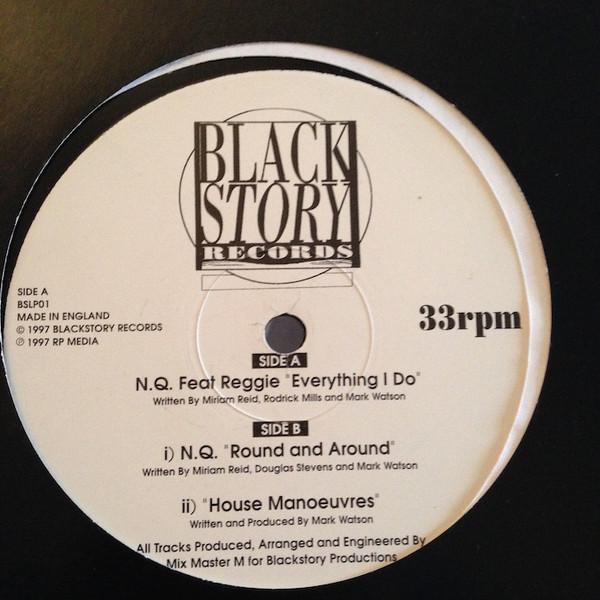 BLACK
STORY
RECORDS
SIDE A
BSLP01
MADE IN ENGLAND
© 1997 BLACKSTORY RECORDS
℗ 1997 RP MEDIA
33rpm
SIDE A
N.Q. Feat Reggie "Everything I Do"
Written By Miriam Reid, Rodrick Mills and Mark Watson
SIDE B
i) N.Q. "Round and Around"
Written By Miriam Reid, Douglas Stevens and Mark Watson
ii) "House Manoeuvres"
Written and Produced By Mark Watson
All Tracks Produced, Arranged and Engineered By
Mix Master M for Blackstory Productions